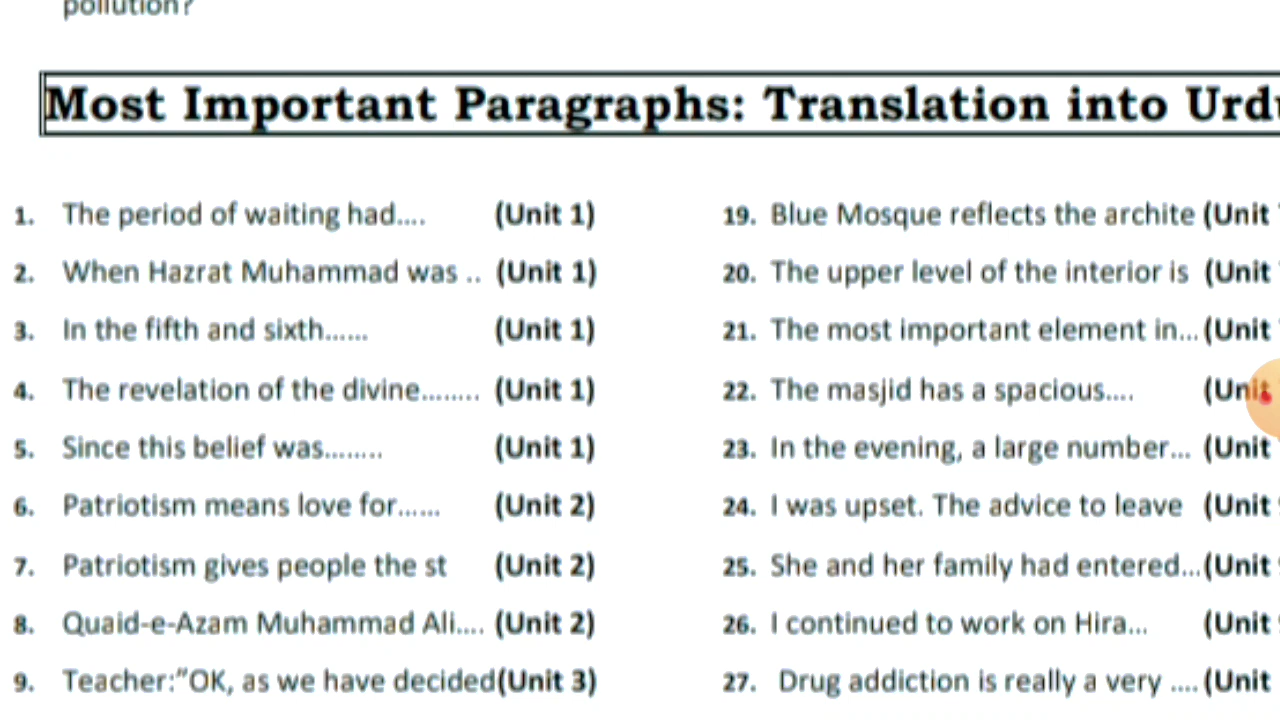 pollution?
Most Important Paragraphs: Translation into Urdu
1. The period of waiting had.... (Unit 1)
2. When Hazrat Muhammad was .. (Unit 1)
3. In the fifth and sixth...... (Unit 1)
4. The revelation of the divine........ (Unit 1)
5. Since this belief was........ (Unit 1)
6. Patriotism means love for...... (Unit 2)
7. Patriotism gives people the st (Unit 2)
8. Quaid-e-Azam Muhammad Ali.... (Unit 2)
9. Teacher:"OK, as we have decided(Unit 3)
19. Blue Mosque reflects the archite (Unit
20. The upper level of the interior is (Unit
21. The most important element in... (Unit
22. The masjid has a spacious.... (Unit
23. In the evening, a large number... (Unit
24. I was upset. The advice to leave (Unit
25. She and her family had entered...(Unit
26. I continued to work on Hira... (Unit
27. Drug addiction is really a very .... (Unit